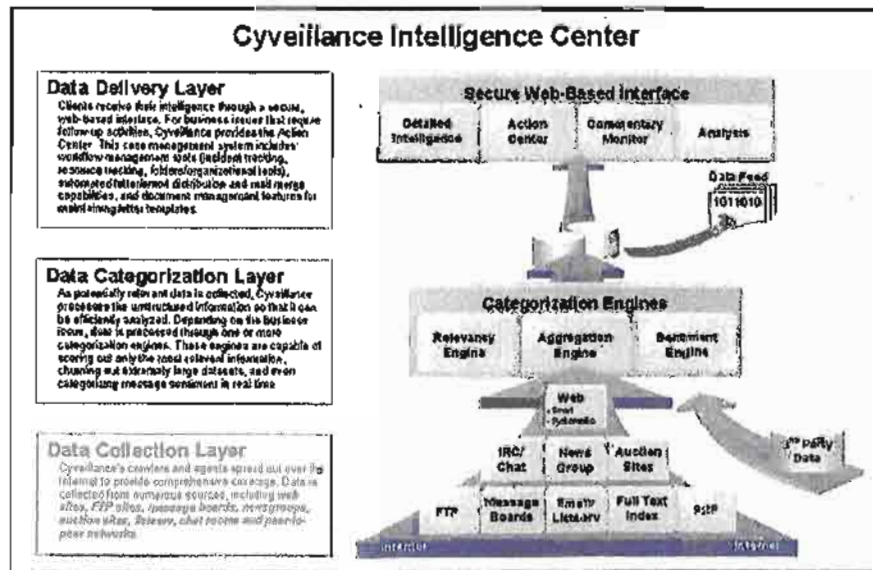 Cyveillance Intelligence Center
Data Delivery Layer
Clients receive their intelligence through a secure,
web-based interface. For business issues that require
follow-up activities, Cyveillance provides the Action
Center. This case management system includes
workflow management tools (incident tracking,
resource tracking, folders/organizational tools),
automated letter/email distribution and mail merge
capabilities, and document management features for
maintaining letter templates.
Data Categorization Layer
As potentially relevant data is collected, Cyveillance
processes the unstructured information so that it can
be efficiently analyzed. Depending on the business
issue, data is processed through one or more
categorization engines. These engines are capable of
scoring out only the most relevant information,
churning out extremely large datasets, and even
categorizing message sentiment in real time
Data Collection Layer
Cyveillance's crawlers and agents spread out over the
Internet to provide comprehensive coverage. Data is
collected from numerous sources, including web
sites, FTP sites, message boards, newsgroups,
auction sites, listserv, chat rooms and peer-to-
peer networks.
Secure Web-Based Interface
Detailed
Intelligence
Action
Center
Commentary
Monitor
Analysis
Data Feed
1011010
Categorization Engines
Relevancy
Engine
Aggregation
Engine
Sentiment
Engine
Web
- Smart
- Systematic
3rd Party
Data
IRC/
Chat
News
Group
Auction
Sites
FTP
Message
Boards
Email/
ListServ
Full Text
Index
P2P
Internet
Internet